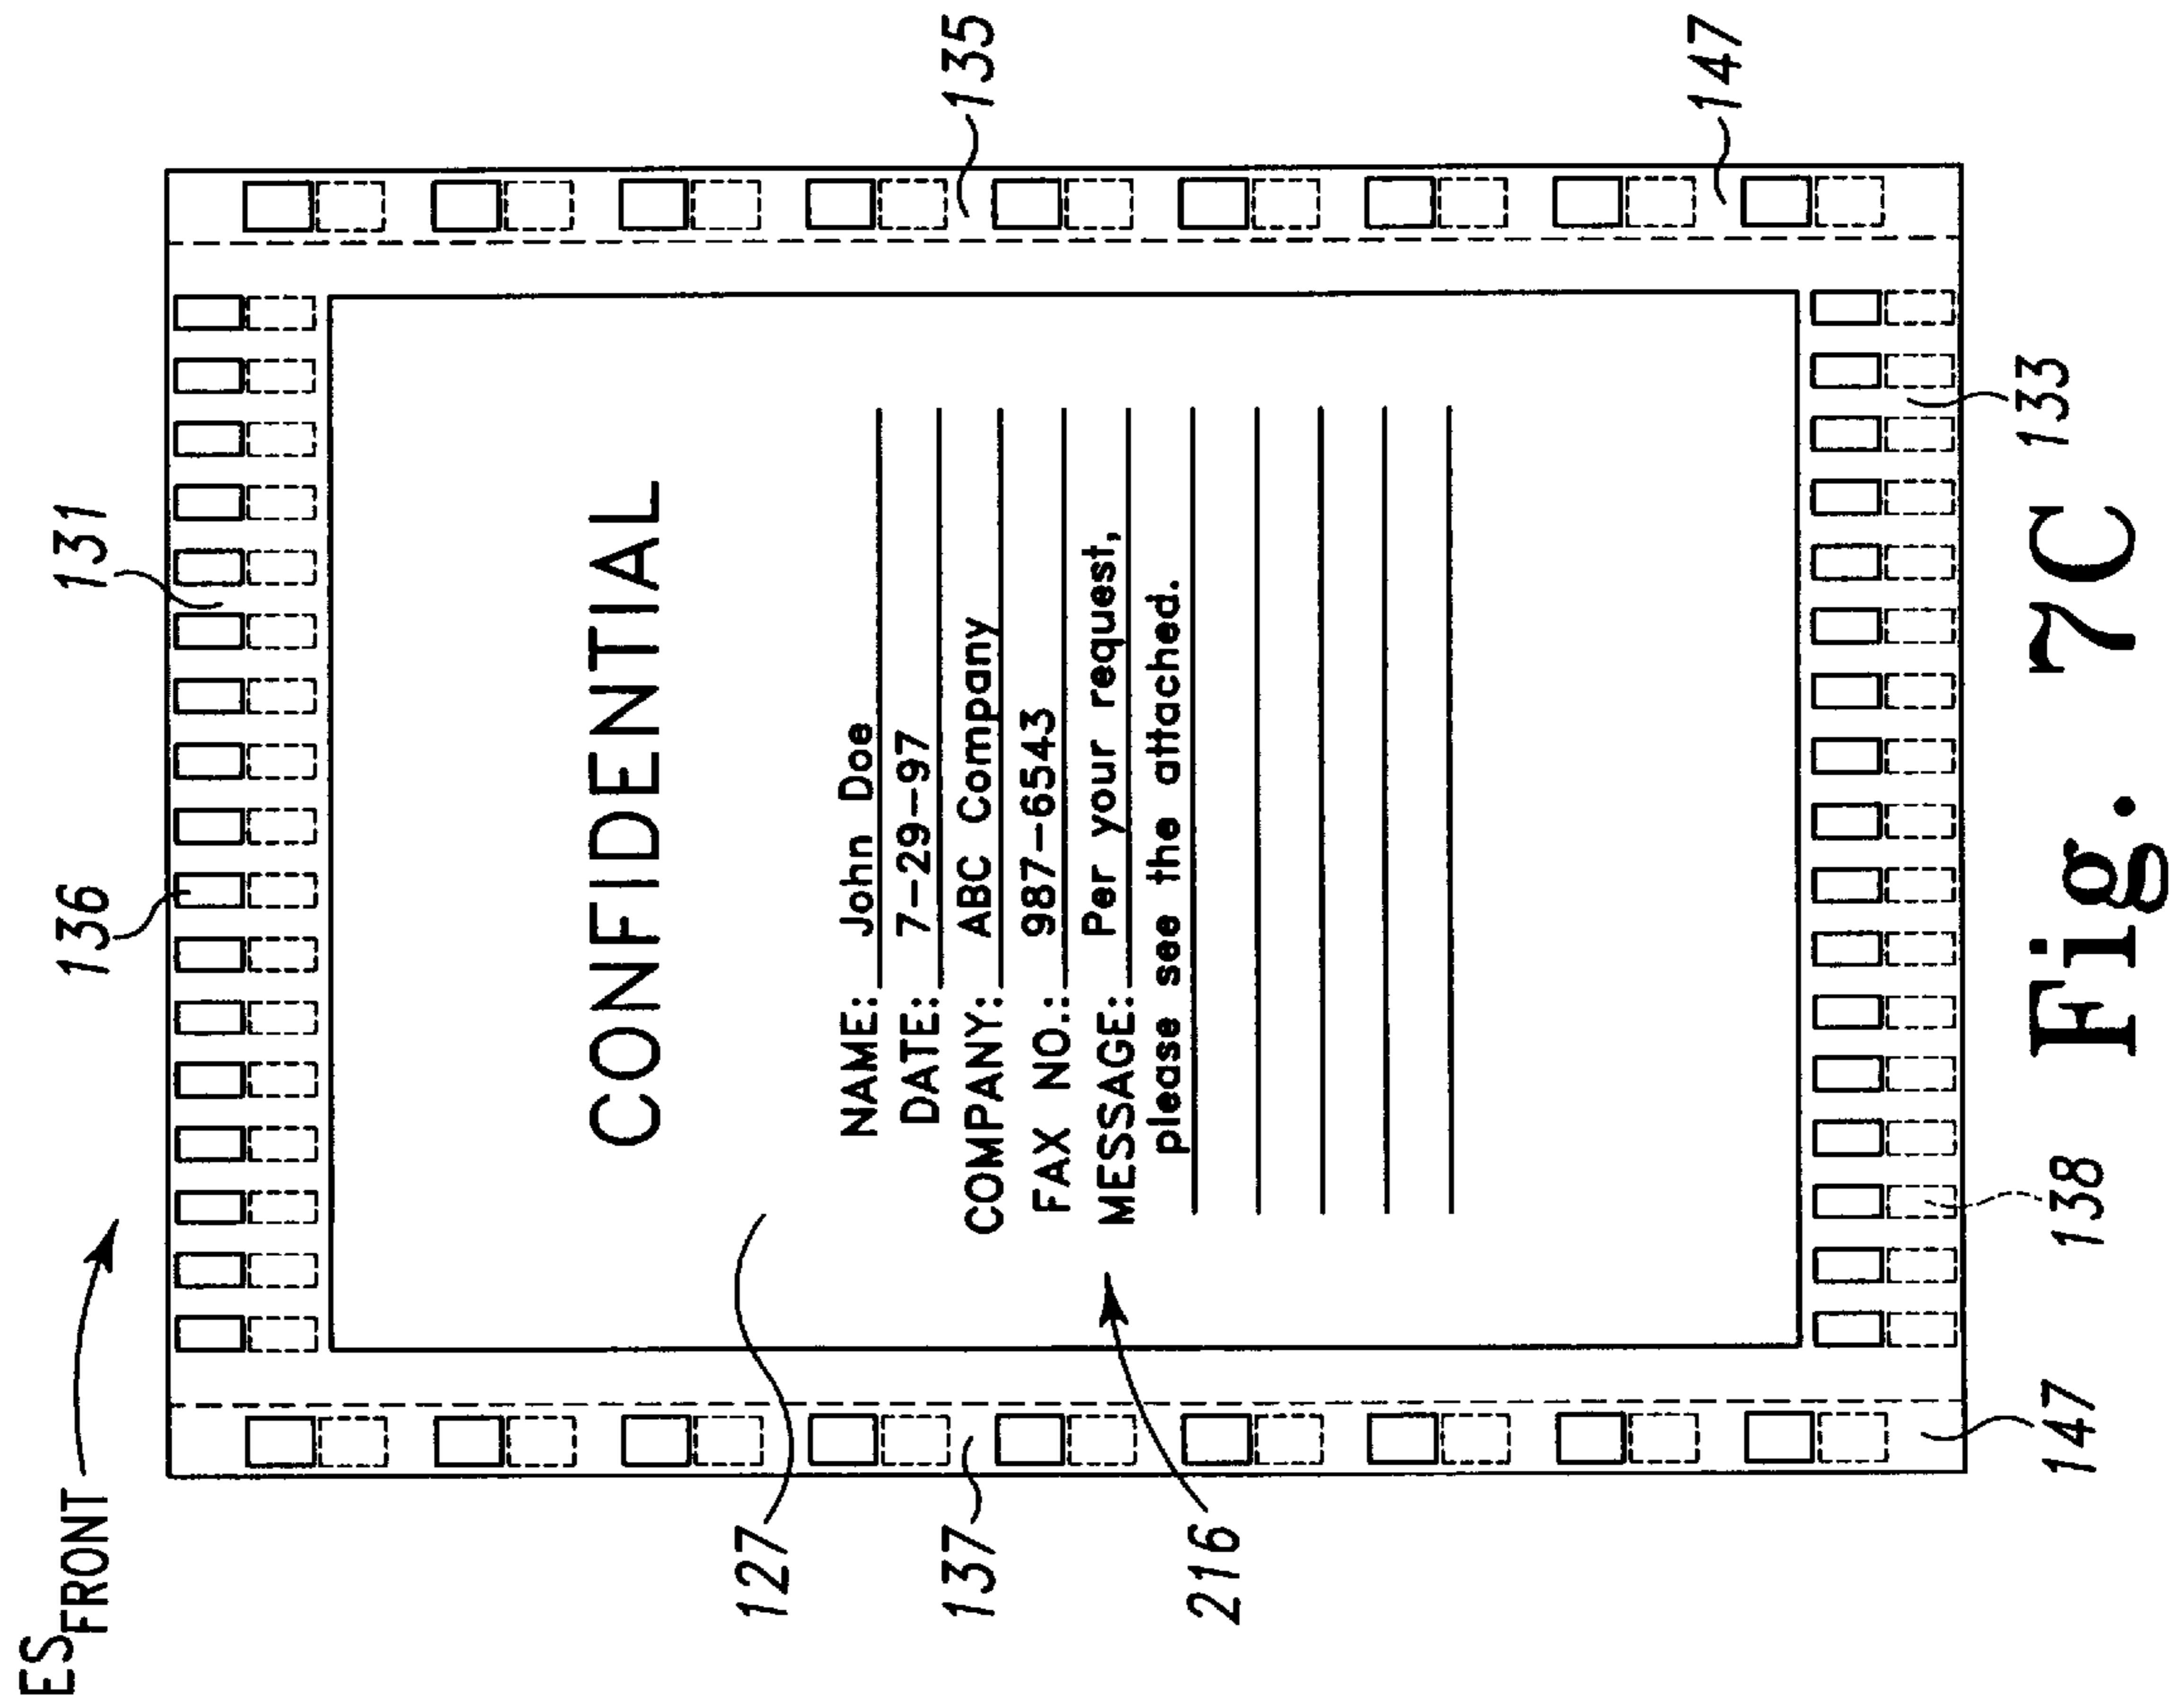 ES FRONT
136
131
127
137
135
CONFIDENTIAL
NAME: John Doe
DATE: 7-29-97
COMPANY: ABC Company
FAX NO.: 987-6543
MESSAGE: Per your request,
please see the attached.
216
147
147
138
133
Fig. 7C